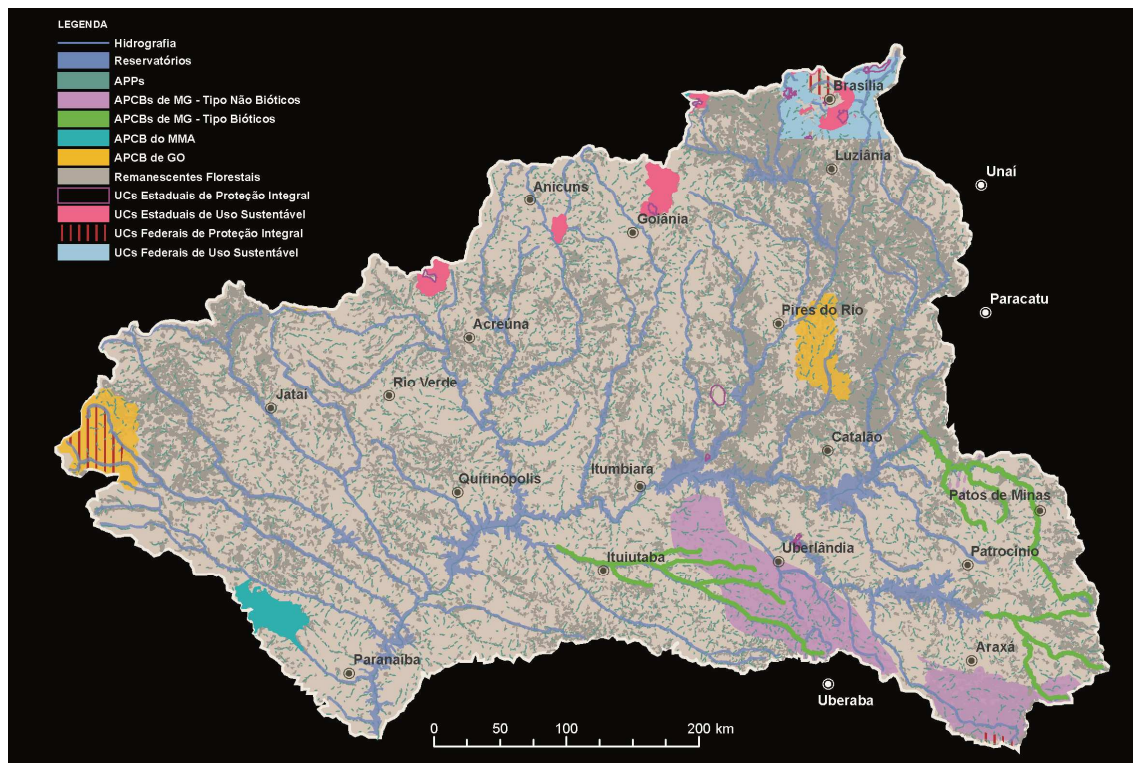 LEGENDA
Hidrografia
Reservatórios
APPs
APCBs de MG - Tipo Não Bióticos
APCBs de MG - Tipo Bióticos
APCB do MMA
APCB de GO
Remanescentes Florestais
UCs Estaduais de Proteção Integral
UCs Estaduais de Uso Sustentável
UCs Federais de Proteção Integral
UCs Federais de Uso Sustentável
Brasília
Luziânia
Unaí
Anicuns
Goiânia
Paracatu
Pires do Rio
Acreúna
Rio Verde
Jataí
Catalão
Itumbiara
Quirinópolis
Patos de Minas
Uberlândia
Ituiutaba
Patrocínio
Araxá
Paranaíba
Uberaba
0 50 100 200 km